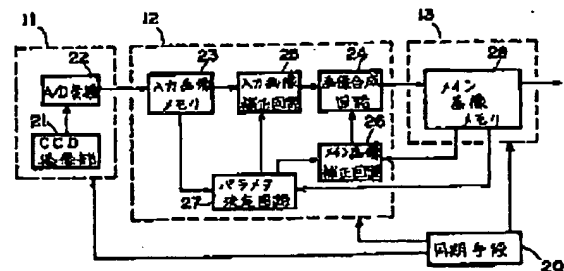 11
12
13
22
A/D変換
21
CCD
撮像部
23
入力画像
メモリ
25
入力画像
補正回路
24
画像合成
回路
28
メイン
画像
メモリ
26
メイン画像
補正回路
パラメタ
決定回路
27
同期手段
20